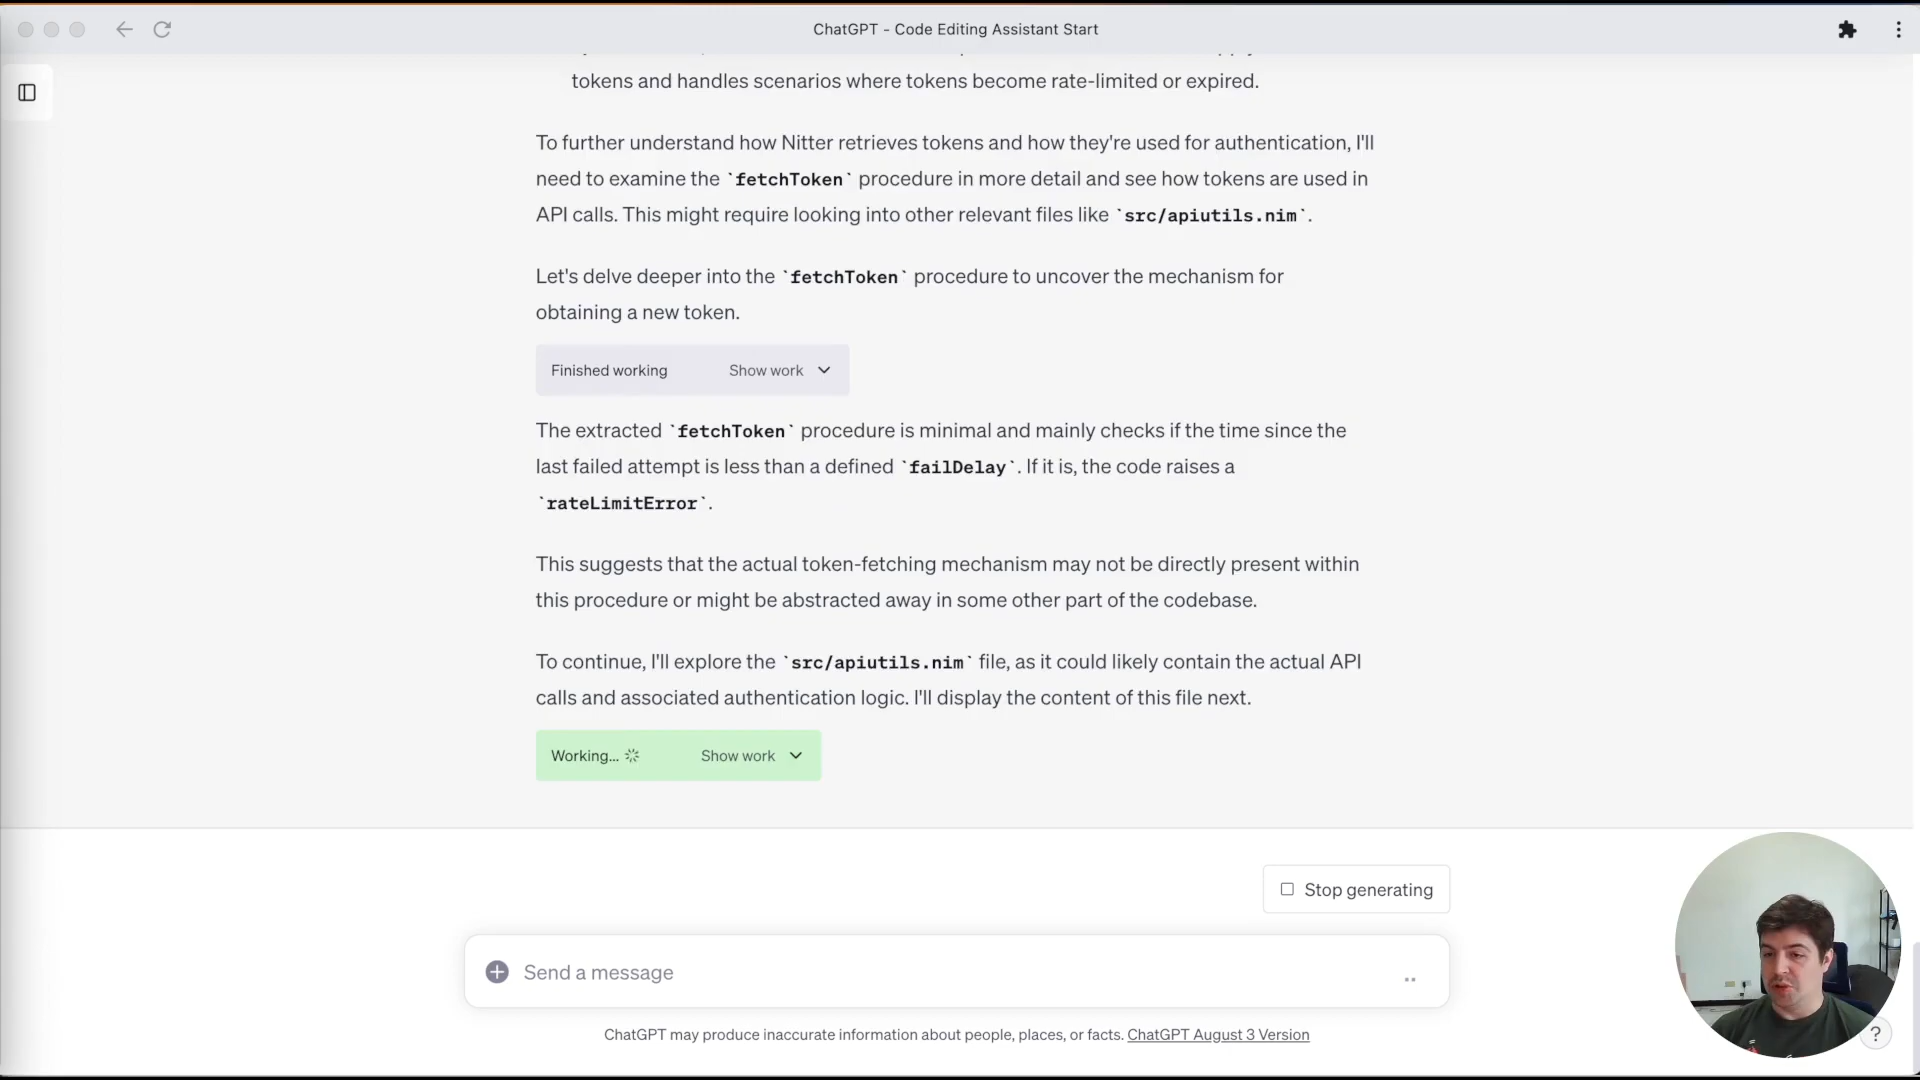 ChatGPT - Code Editing Assistant Start
tokens and handles scenarios where tokens become rate-limited or expired.
To further understand how Nitter retrieves tokens and how they're used for authentication, I'll
need to examine the `fetchToken` procedure in more detail and see how tokens are used in
API calls. This might require looking into other relevant files like `src/apiutils.nim`.
Let's delve deeper into the `fetchToken` procedure to uncover the mechanism for
obtaining a new token.
Finished working Show work
The extracted `fetchToken` procedure is minimal and mainly checks if the time since the
last failed attempt is less than a defined `failDelay`. If it is, the code raises a
`rateLimitError`.
This suggests that the actual token-fetching mechanism may not be directly present within
this procedure or might be abstracted away in some other part of the codebase.
To continue, I'll explore the `src/apiutils.nim` file, as it could likely contain the actual API
calls and associated authentication logic. I'll display the content of this file next.
Working... Show work
Stop generating
Send a message
ChatGPT may produce inaccurate information about people, places, or facts. ChatGPT August 3 Version
?